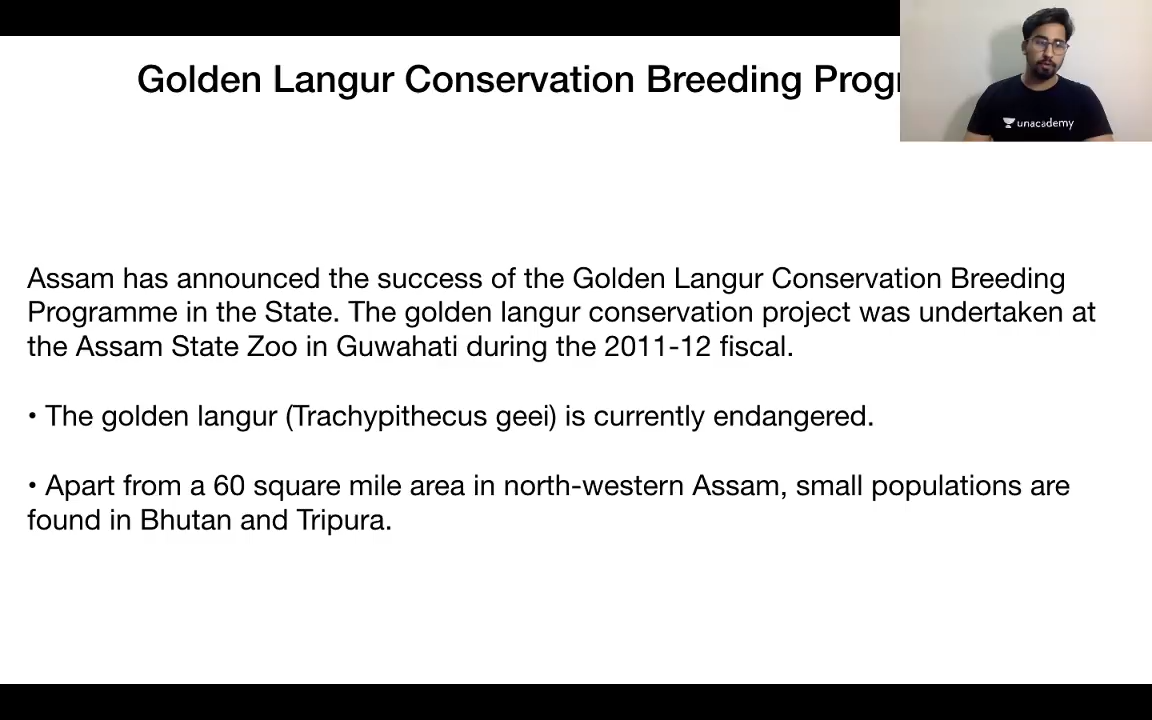 Golden Langur Conservation Breeding
unacademy
Assam has announced the success of the Golden Langur Conservation Breeding
Programme in the State. The golden langur conservation project was undertaken at
the Assam State Zoo in Guwahati during the 2011-12 fiscal.
• The golden langur (Trachypithecus geei) is currently endangered.
• Apart from a 60 square mile area in north-western Assam, small populations are
found in Bhutan and Tripura.